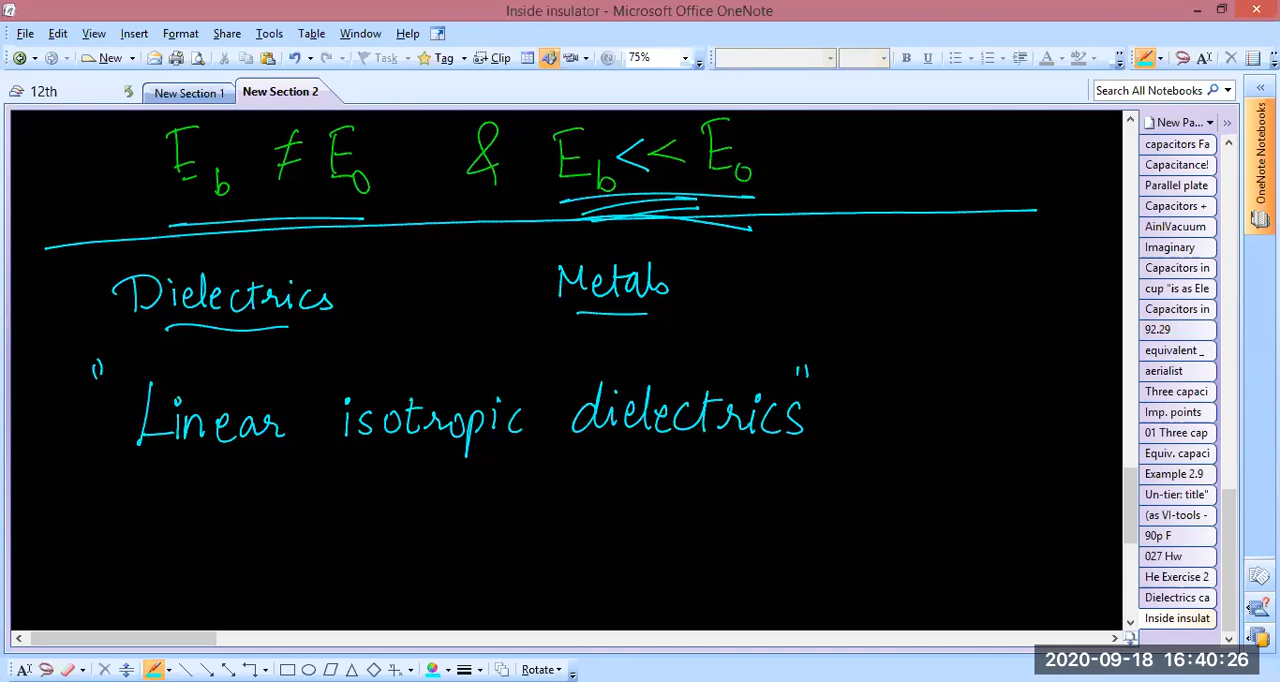 Inside insulator - Microsoft Office OneNote
File Edit View Insert Format Share Tools Table Window Help
New Task Tag Clip 75% B U A
12th New Section 1 New Section 2 Search All Notebooks
E_b ≠ E_0 & E_b << E_0
Dielectrics Metals
"Linear isotropic dielectrics"
New Pa...
capacitors Fa
Capacitance!
Parallel plate
Capacitors +
AinIVacuum
Imaginary
Capacitors in
cup "is as Ele
Capacitors in
92.29
equivalent _
aerialist
Three capaci
Imp. points
01 Three cap
Equiv. capaci
Example 2.9
Un-tier: title"
(as VI-tools -
90p F
027 Hw
He Exercise 2
Dielectrics ca
Inside insulat
OneNote Notebooks
2020-09-18 16:40:26
Rotate